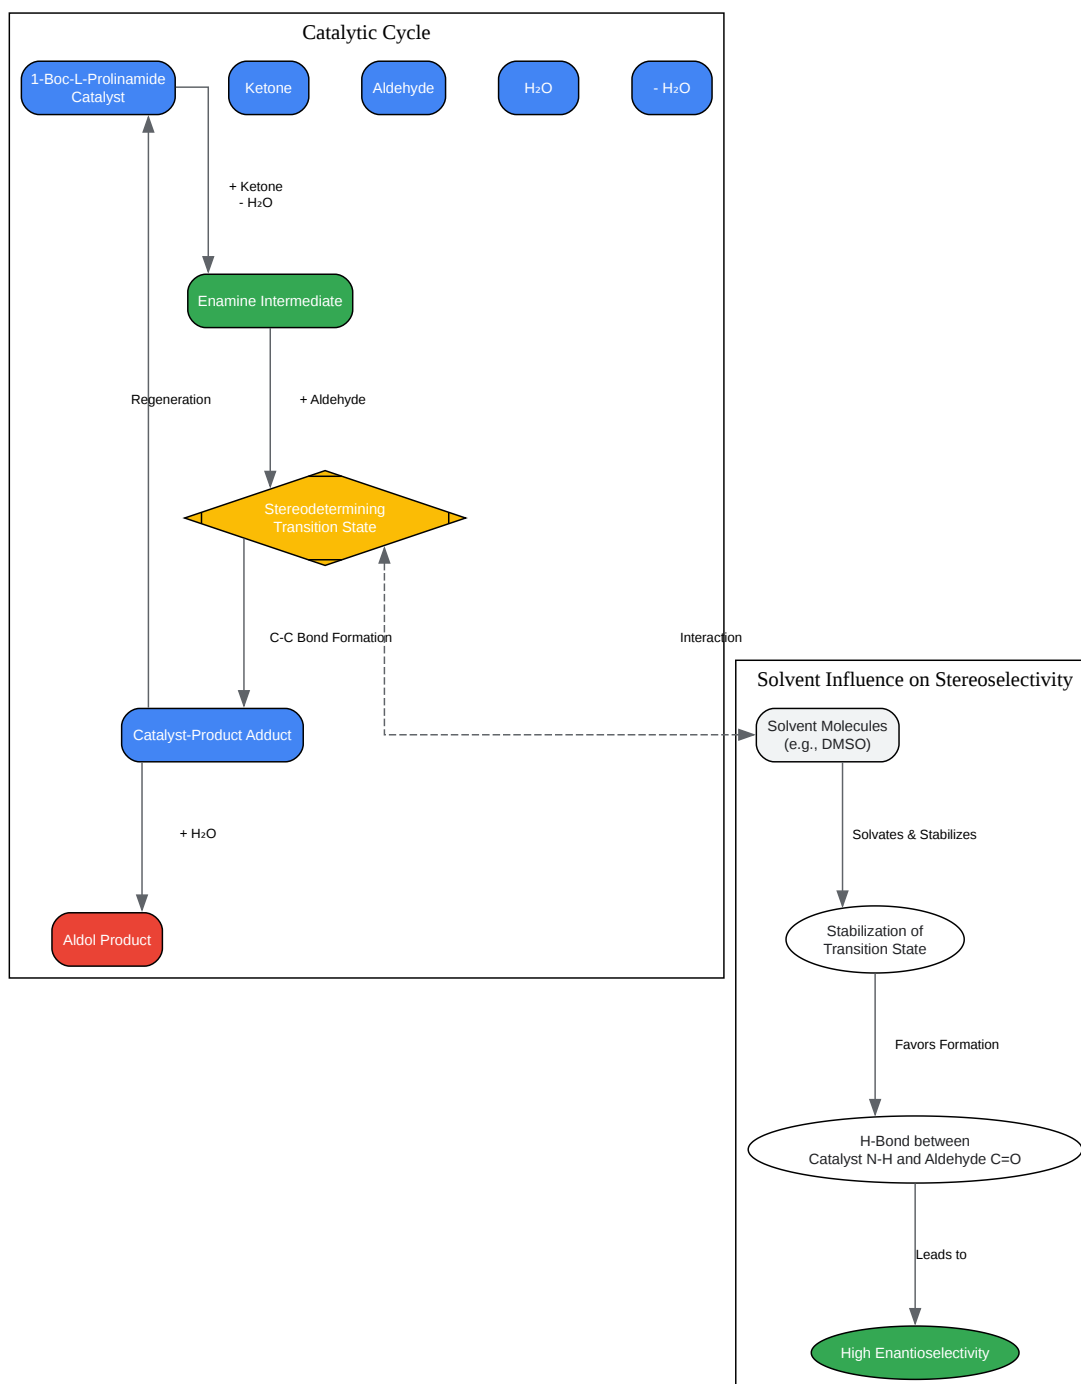 Catalytic Cycle
1-Boc-L-Prolinamide
Catalyst
Ketone
Aldehyde
H₂O
- H₂O
+ Ketone
- H₂O
Enamine Intermediate
Regeneration
+ Aldehyde
Stereodetermining
Transition State
C-C Bond Formation
Interaction
Solvent Influence on Stereoselectivity
Catalyst-Product Adduct
Solvent Molecules
(e.g., DMSO)
+ H₂O
Solvates & Stabilizes
Aldol Product
Stabilization of
Transition State
Favors Formation
H-Bond between
Catalyst N-H and Aldehyde C=O
Leads to
High Enantioselectivity